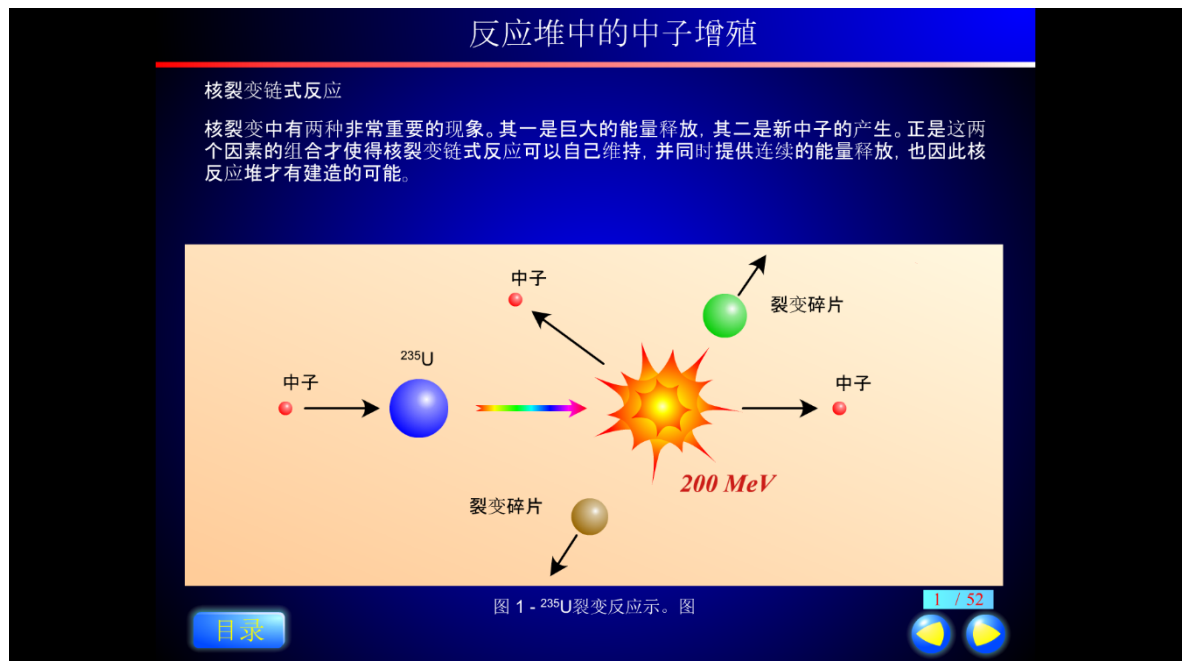 反应堆中的中子增殖
核裂变链式反应
核裂变中有两种非常重要的现象。其一是巨大的能量释放, 其二是新中子的产生。正是这两
个因素的组合才使得核裂变链式反应可以自己维持, 并同时提供连续的能量释放, 也因此核
反应堆才有建造的可能。
中子
裂变碎片
²³⁵U
中子
中子
200 MeV
裂变碎片
图 1 - ²³⁵U裂变反应示。图
1 / 52
目录